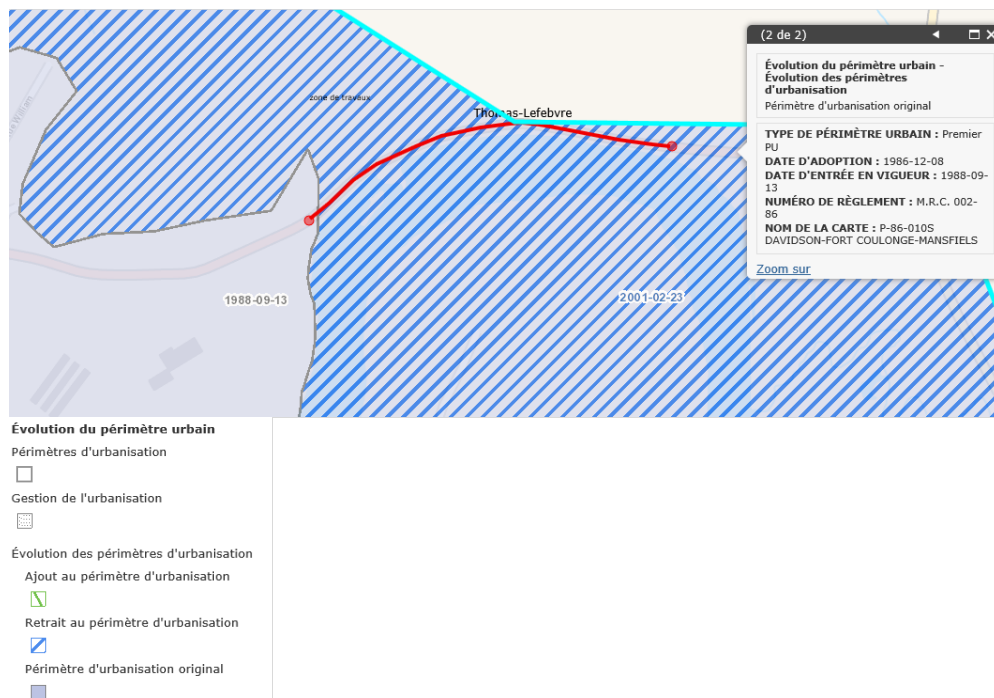 zone de travaux
Thomas-Lefebvre
William
1988-09-13
2001-02-23
(2 de 2)
Évolution du périmètre urbain -
Évolution des périmètres
d'urbanisation
Périmètre d'urbanisation original
TYPE DE PÉRIMÈTRE URBAIN : Premier
PU
DATE D'ADOPTION : 1986-12-08
DATE D'ENTRÉE EN VIGUEUR : 1988-09-
13
NUMÉRO DE RÈGLEMENT : M.R.C. 002-
86
NOM DE LA CARTE : P-86-010S
DAVIDSON-FORT COULONGE-MANSFIELS
Zoom sur
Évolution du périmètre urbain
Périmètres d'urbanisation
Gestion de l'urbanisation
Évolution des périmètres d'urbanisation
Ajout au périmètre d'urbanisation
Retrait au périmètre d'urbanisation
Périmètre d'urbanisation original